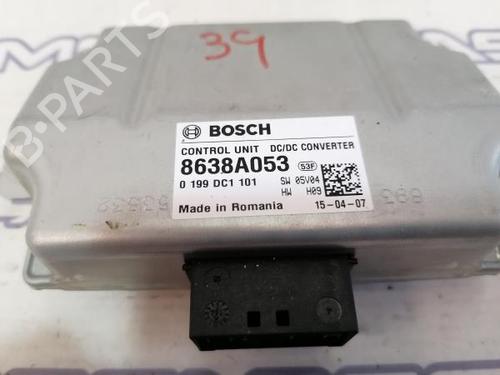 39
BOSCH
CONTROL UNIT DC/DC CONVERTER
8638A053 53F
0 199 DC1 101 SW 05V04
HW H09
Made in Romania 15-04-07
B-PARTS